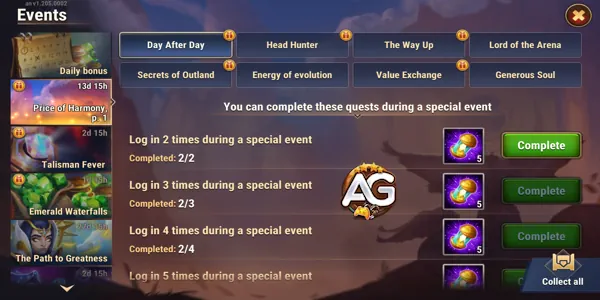 av1.205.0002
Events
Daily bonus
13d 15h
Price of Harmony,
p. 1
2d 15h
Talisman Fever
Emerald Waterfalls
The Path to Greatness
2d 15h
Day After Day
Head Hunter
The Way Up
Lord of the Arena
Secrets of Outland
Energy of evolution
Value Exchange
Generous Soul
You can complete these quests during a special event
Log in 2 times during a special event
Completed: 2/2
5
Complete
Log in 3 times during a special event
Completed: 2/3
5
Complete
Log in 4 times during a special event
Completed: 2/4
5
Complete
Log in 5 times during a special event
AG
Collect all